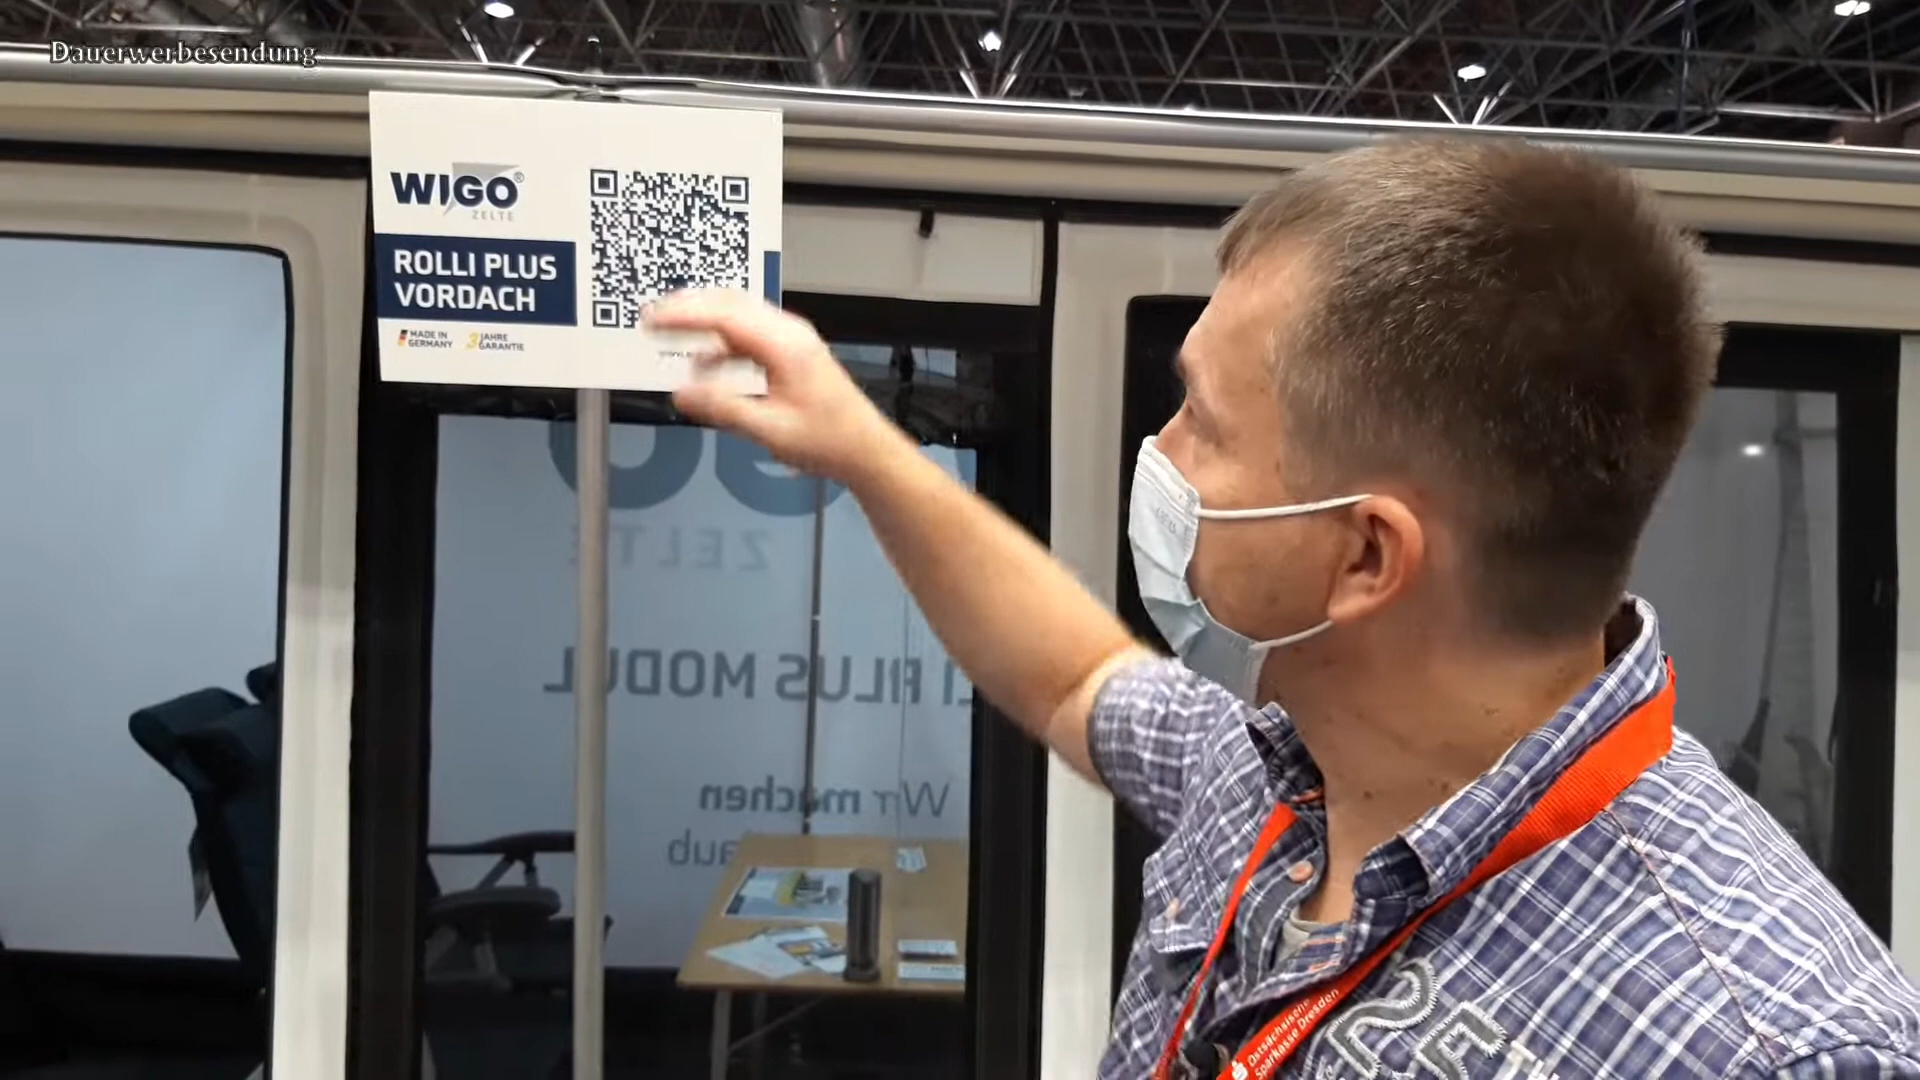 Dauerwerbesendung
WIGO®
ZELTE
ROLLI PLUS
VORDACH
MADE IN
GERMANY
3 JAHRE
GARANTIE
ZELTE
PLUS MODUL
Wir machen
Ostsächsische
Sparkasse Dresden